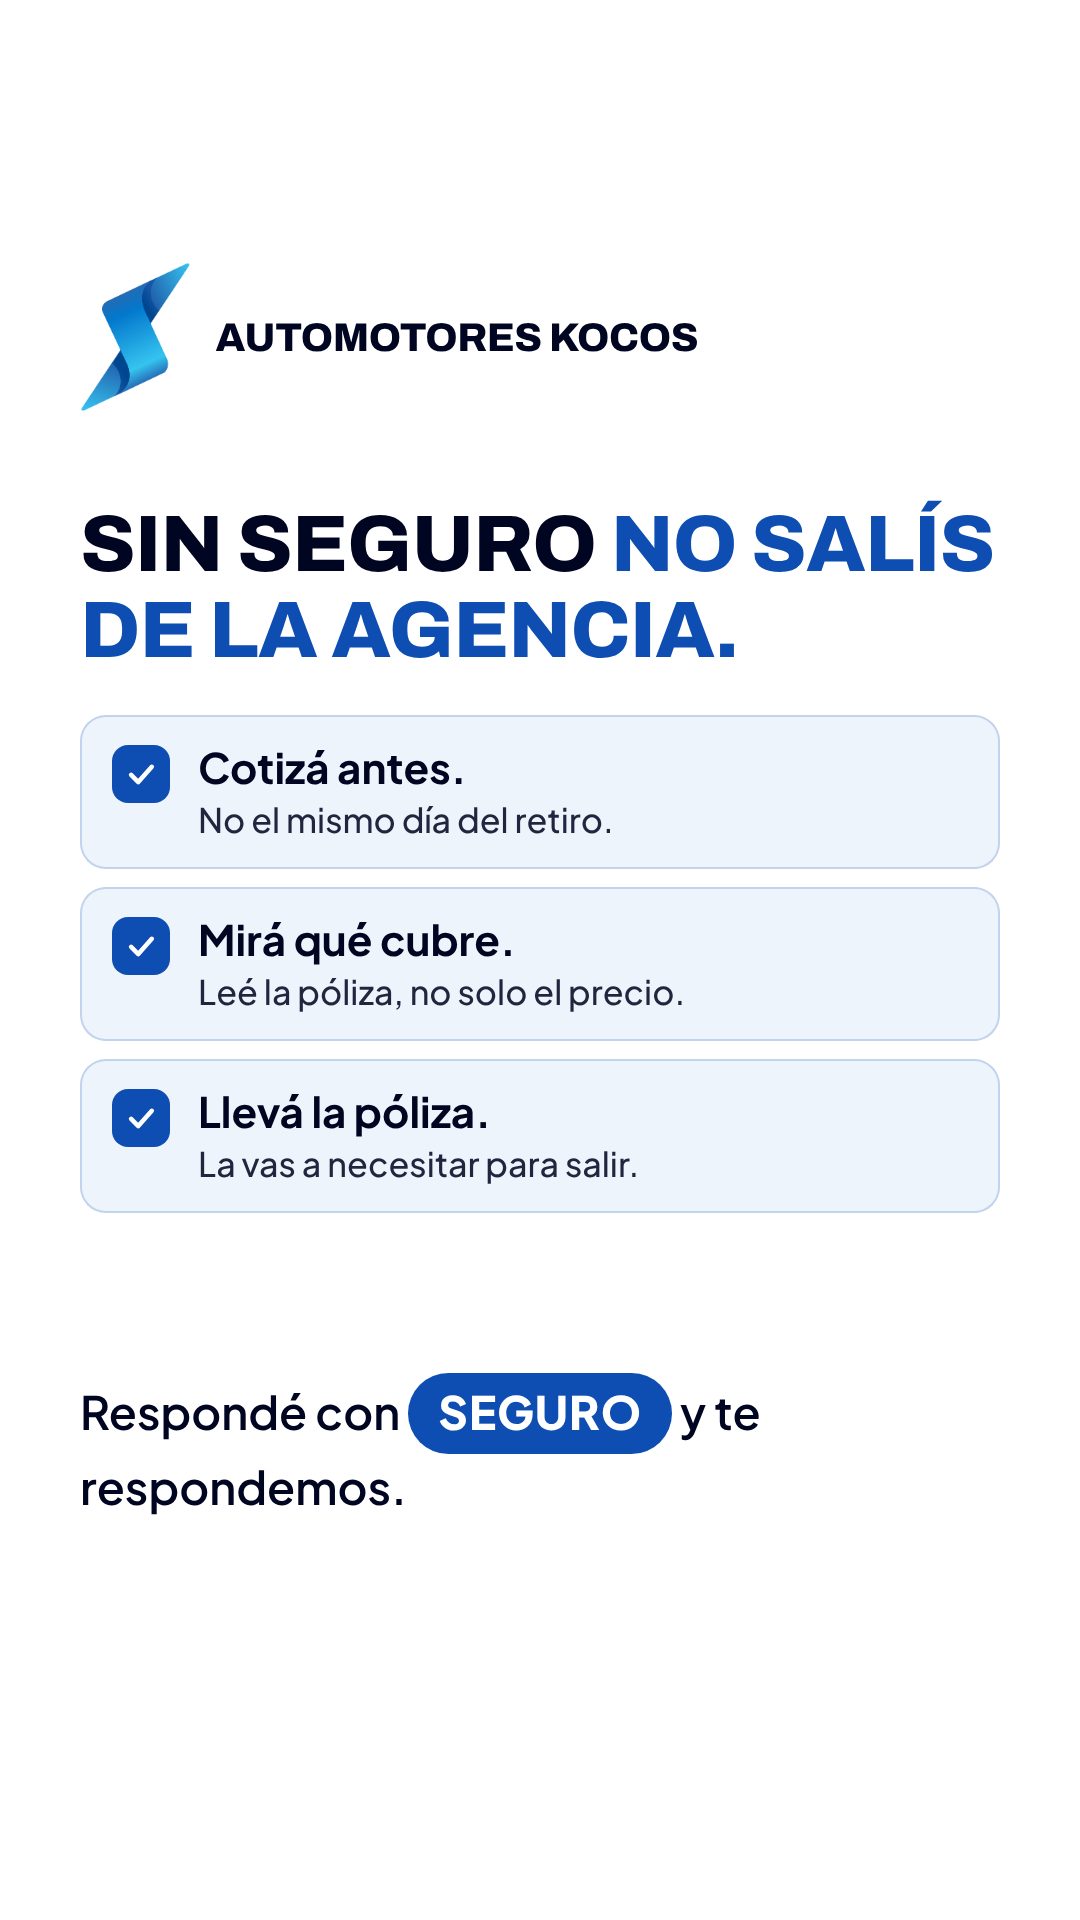 AUTOMOTORES KOCOS
SIN SEGURO NO SALÍS
DE LA AGENCIA.
Cotizá antes.
No el mismo día del retiro.
Mirá qué cubre.
Leé la póliza, no solo el precio.
Llevá la póliza.
La vas a necesitar para salir.
Respondé con SEGURO y te
respondemos.